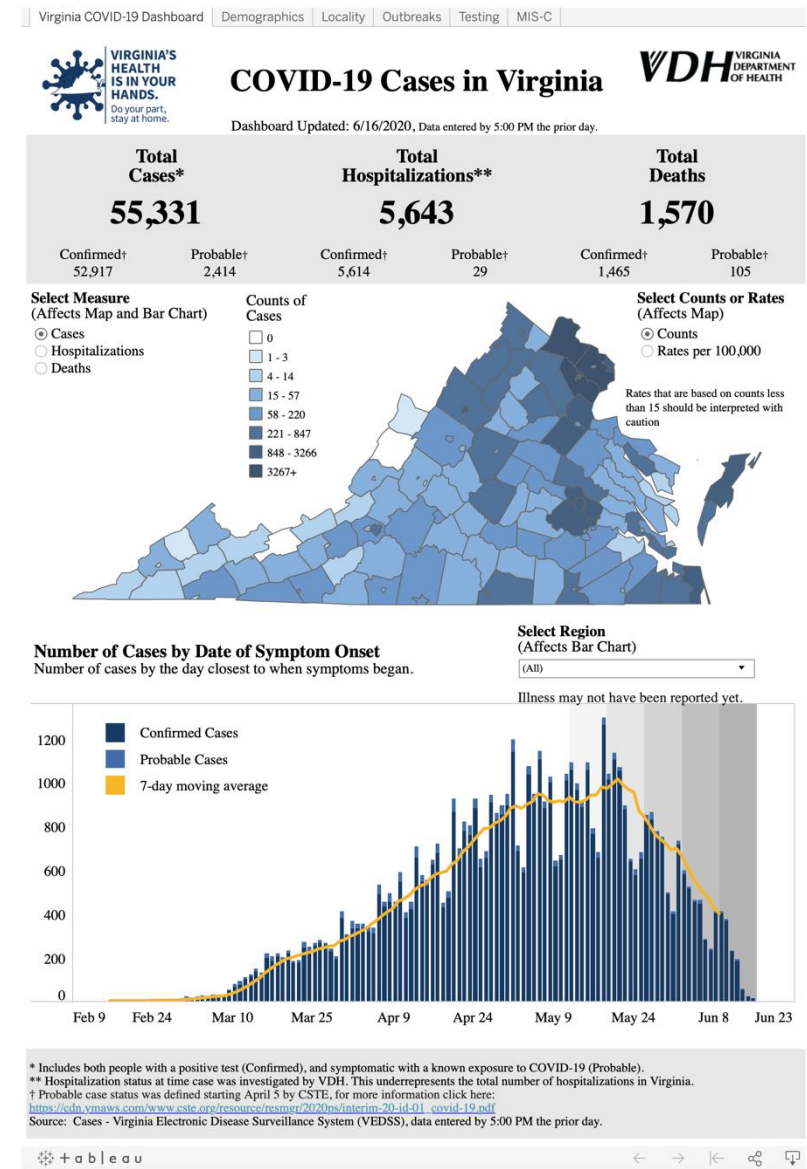 Virginia COVID-19 Dashboard Demographics Locality Outbreaks Testing MIS-C
VIRGINIA'S
HEALTH
IS IN YOUR
HANDS.
Do your part,
stay at home.
COVID-19 Cases in Virginia
VDH VIRGINIA
DEPARTMENT
OF HEALTH
Dashboard Updated: 6/16/2020, Data entered by 5:00 PM the prior day.
Total
Cases*
55,331
Confirmed† Probable†
52,917 2,414
Total
Hospitalizations**
5,643
Confirmed† Probable†
5,614 29
Total
Deaths
1,570
Confirmed† Probable†
1,465 105
Select Measure
(Affects Map and Bar Chart)
Cases
Hospitalizations
Deaths
Counts of
Cases
0
1 - 3
4 - 14
15 - 57
58 - 220
221 - 847
848 - 3266
3267+
Select Counts or Rates
(Affects Map)
Counts
Rates per 100,000
Rates that are based on counts less
than 15 should be interpreted with
caution
Number of Cases by Date of Symptom Onset
Number of cases by the day closest to when symptoms began.
Select Region
(Affects Bar Chart)
(All)
Illness may not have been reported yet.
Confirmed Cases
Probable Cases
7-day moving average
1200
1000
800
600
400
200
0
Feb 9 Feb 24 Mar 10 Mar 25 Apr 9 Apr 24 May 9 May 24 Jun 8 Jun 23
* Includes both people with a positive test (Confirmed), and symptomatic with a known exposure to COVID-19 (Probable).
** Hospitalization status at time case was investigated by VDH. This underrepresents the total number of hospitalizations in Virginia.
† Probable case status was defined starting April 5 by CSTE, for more information click here:
https://cdn.ymaws.com/www.cste.org/resource/resmgr/2020ps/interim-20-id-01_covid-19.pdf
Source: Cases - Virginia Electronic Disease Surveillance System (VEDSS), data entered by 5:00 PM the prior day.
+ a b | e a u